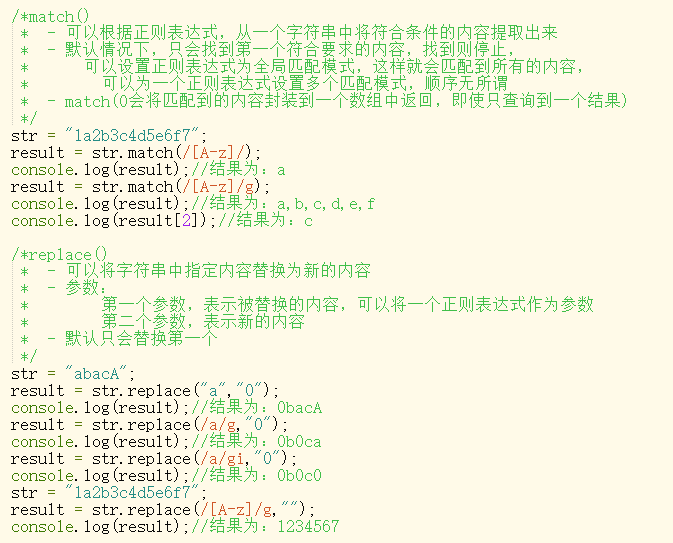 /*match()
 *  - 可以根据正则表达式，从一个字符串中将符合条件的内容提取出来
 *  - 默认情况下，只会找到第一个符合要求的内容，找到则停止，
 *      可以设置正则表达式为全局匹配模式，这样就会匹配到所有的内容，
 *        可以为一个正则表达式设置多个匹配模式，顺序无所谓
 *  - match(0会将匹配到的内容封装到一个数组中返回，即使只查询到一个结果)
 */
str = "1a2b3c4d5e6f7";
result = str.match(/[A-z]/);
console.log(result);//结果为：a
result = str.match(/[A-z]/g);
console.log(result);//结果为：a,b,c,d,e,f
console.log(result[2]);//结果为：c
/*replace()
 *  - 可以将字符串中指定内容替换为新的内容
 *  - 参数：
 *        第一个参数，表示被替换的内容，可以将一个正则表达式作为参数
 *        第二个参数，表示新的内容
 *  - 默认只会替换第一个
 */
str = "abacA";
result = str.replace("a","0");
console.log(result);//结果为：0bacA
result = str.replace(/a/g,"0");
console.log(result);//结果为：0b0ca
result = str.replace(/a/gi,"0");
console.log(result);//结果为：0b0c0
str = "1a2b3c4d5e6f7";
result = str.replace(/[A-z]/g,"");
console.log(result);//结果为：1234567